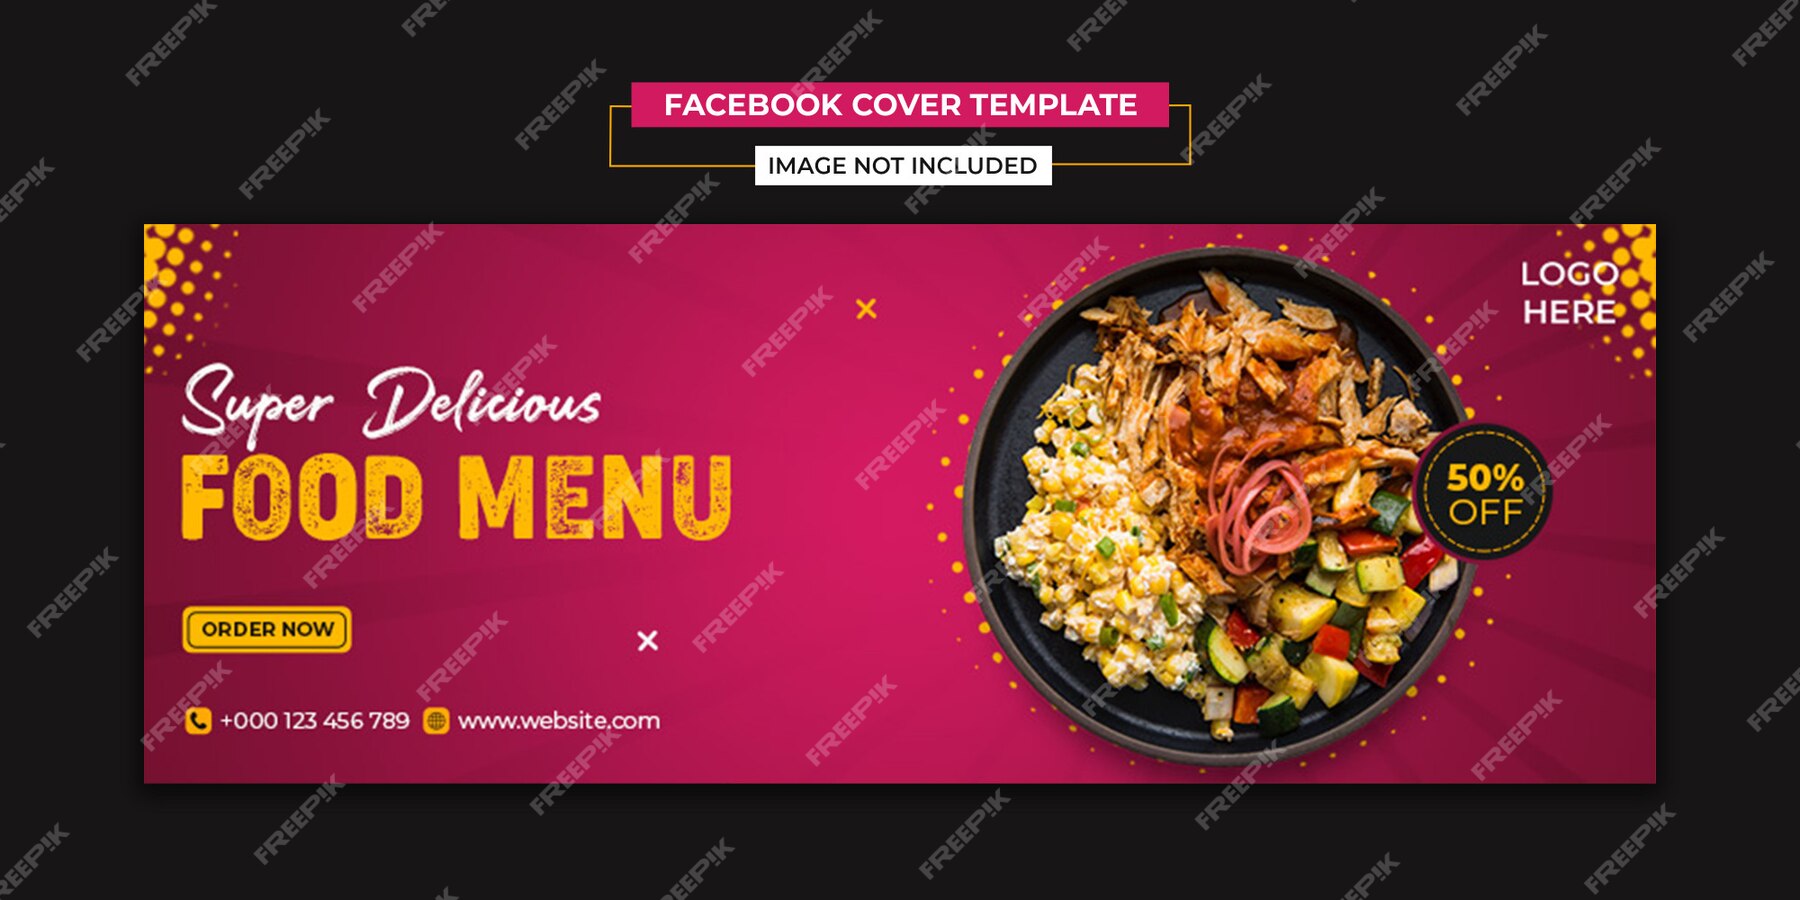 FACEBOOK COVER TEMPLATE
IMAGE NOT INCLUDED
LOGO
HERE
Super Delicious
FOOD MENU
50%
OFF
ORDER NOW
+000 123 456 789 www.website.com
FREEPIK